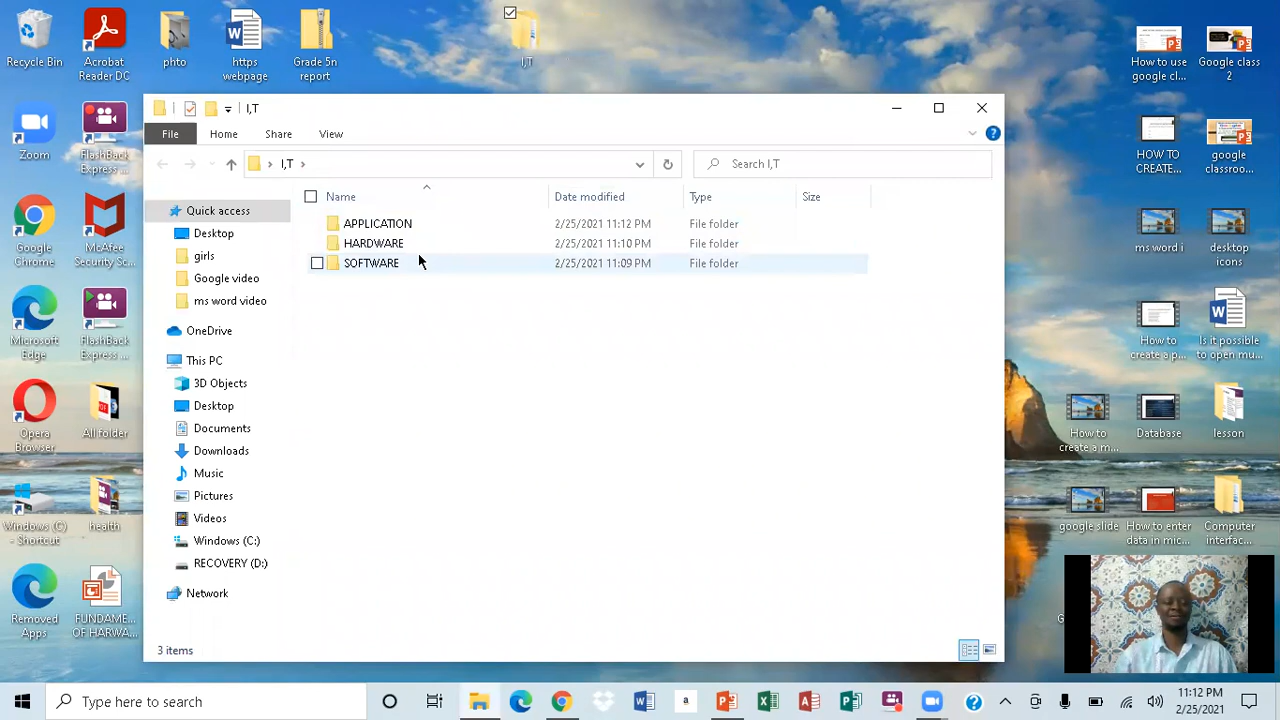 Recycle Bin
Acrobat
Reader DC
phto
https
webpage
Grade 5n
report
I,T
How to use
google cl...
Google class
2
Zoom
FlashBack
Express ...
HOW TO
CREATE...
google
classroo...
Google
Chrome
McAfee
Security Sc...
ms word i
desktop
icons
Microsoft
Edge
FlashBack
Express ...
How to
create a p...
Is it possible
to open mu...
Opera
Browser
All folder
How to
create a m...
Database
lesson
Windows (C)
- Shortcut
health
google slide
How to enter
data in mic...
Computer
interfac...
Removed
Apps
FUNDAME...
OF HARWA...
I,T
File
Home
Share
View
I,T
Search I,T
Name
Date modified
Type
Size
APPLICATION
2/25/2021 11:12 PM
File folder
HARDWARE
2/25/2021 11:10 PM
File folder
SOFTWARE
2/25/2021 11:09 PM
File folder
Quick access
Desktop
girls
Google video
ms word video
OneDrive
This PC
3D Objects
Desktop
Documents
Downloads
Music
Pictures
Videos
Windows (C:)
RECOVERY (D:)
Network
3 items
Type here to search
11:12 PM
2/25/2021